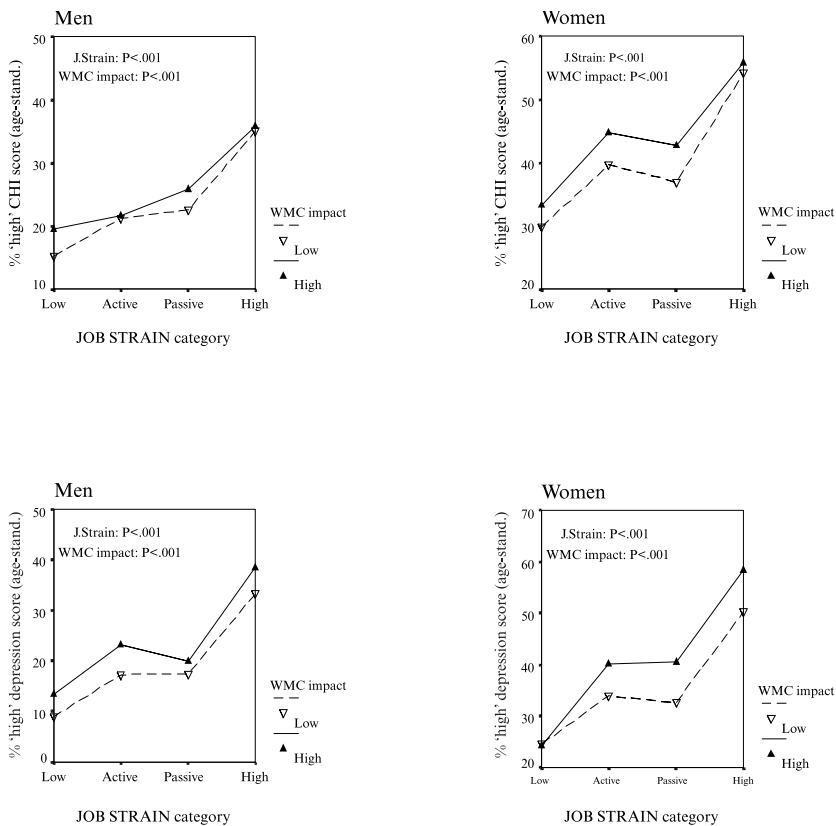 Men
% ‘high’ CHI score (age-stand.)
50
40
30
20
10
J.Strain: P<.001
WMC impact: P<.001
Low Active Passive High
JOB STRAIN category
WMC impact
Low
High
Women
% ‘high’ CHI score (age-stand.)
60
50
40
30
20
J.Strain: P<.001
WMC impact: P<.001
Low Active Passive High
JOB STRAIN category
WMC impact
Low
High
Men
% ‘high’ depression score (age-stand.)
50
40
30
20
10
0
J.Strain: P<.001
WMC impact: P<.001
Low Active Passive High
JOB STRAIN category
WMC impact
Low
High
Women
% ‘high’ depression score (age-stand.)
70
60
50
40
30
20
J.Strain: P<.001
WMC impact: P<.001
Low Active Passive High
JOB STRAIN category
WMC impact
Low
High